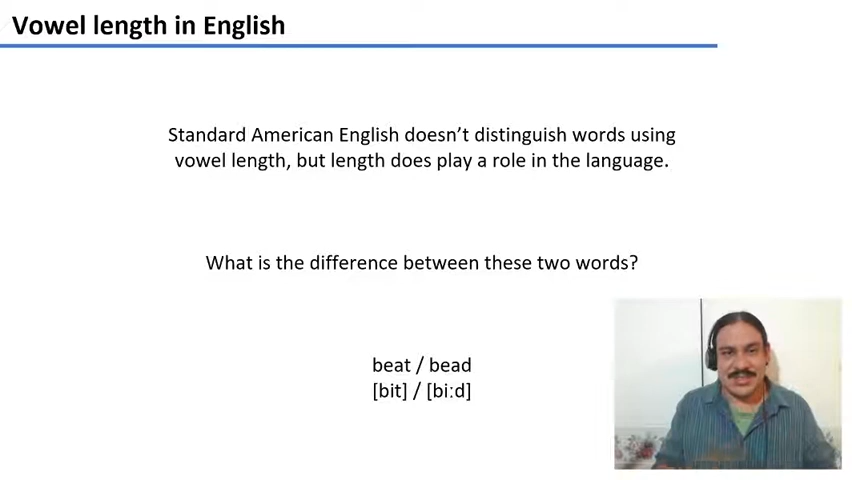 Vowel length in English
Standard American English doesn’t distinguish words using
vowel length, but length does play a role in the language.
What is the difference between these two words?
beat / bead
[bit] / [biːd]